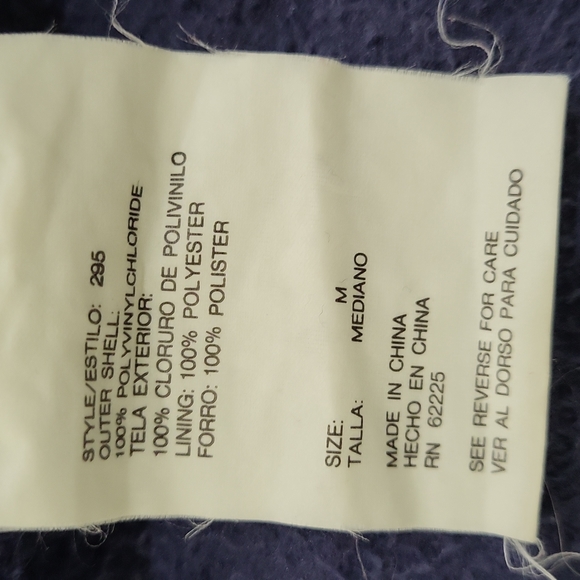 STYLE/ESTILO: 295
OUTER SHELL:
100% POLYVINYLCHLORIDE
TELA EXTERIOR:
100% CLORURO DE POLIVINILO
LINING: 100% POLYESTER
FORRO: 100% POLISTER
SIZE: M
TALLA: MEDIANO
MADE IN CHINA
HECHO EN CHINA
RN 62225
SEE REVERSE FOR CARE
VER AL DORSO PARA CUIDADO